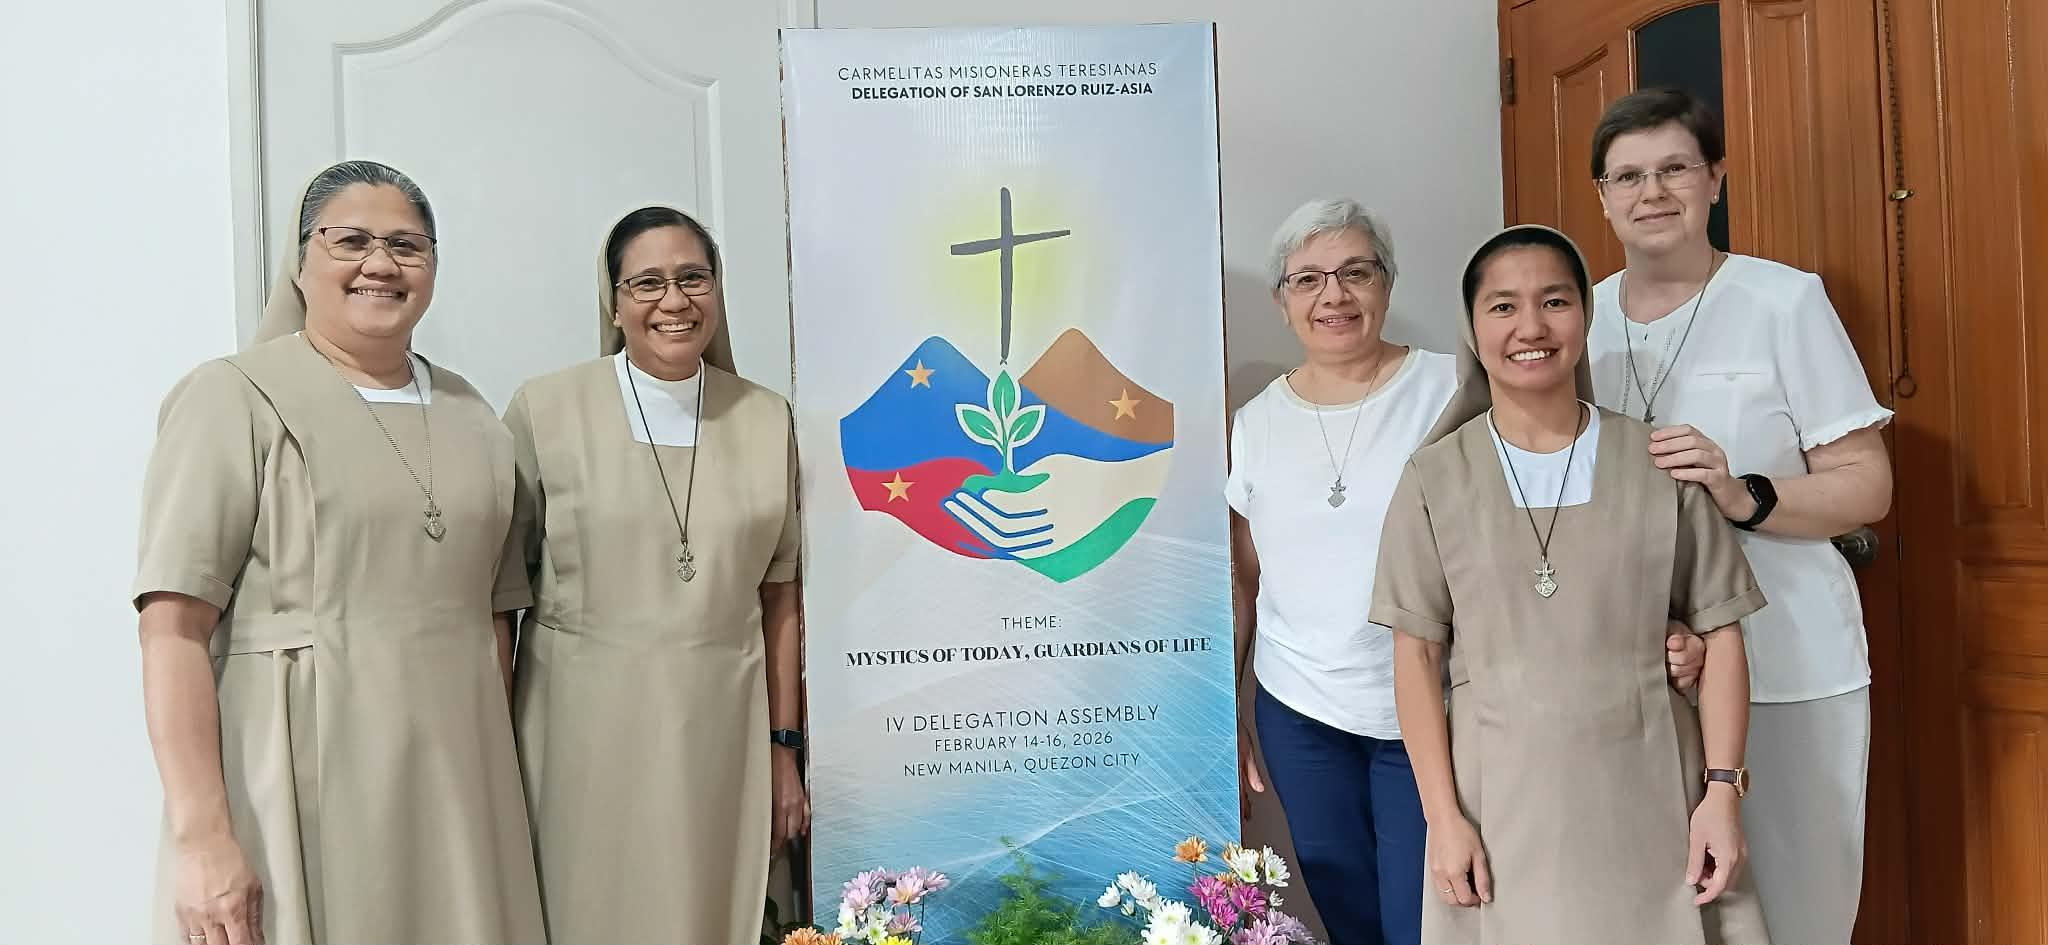 CARMELITAS MISIONERAS TERESIANAS
DELEGATION OF SAN LORENZO RUIZ-ASIA
THEME:
MYSTICS OF TODAY, GUARDIANS OF LIFE
IV DELEGATION ASSEMBLY
FEBRUARY 14-16, 2026
NEW MANILA, QUEZON CITY